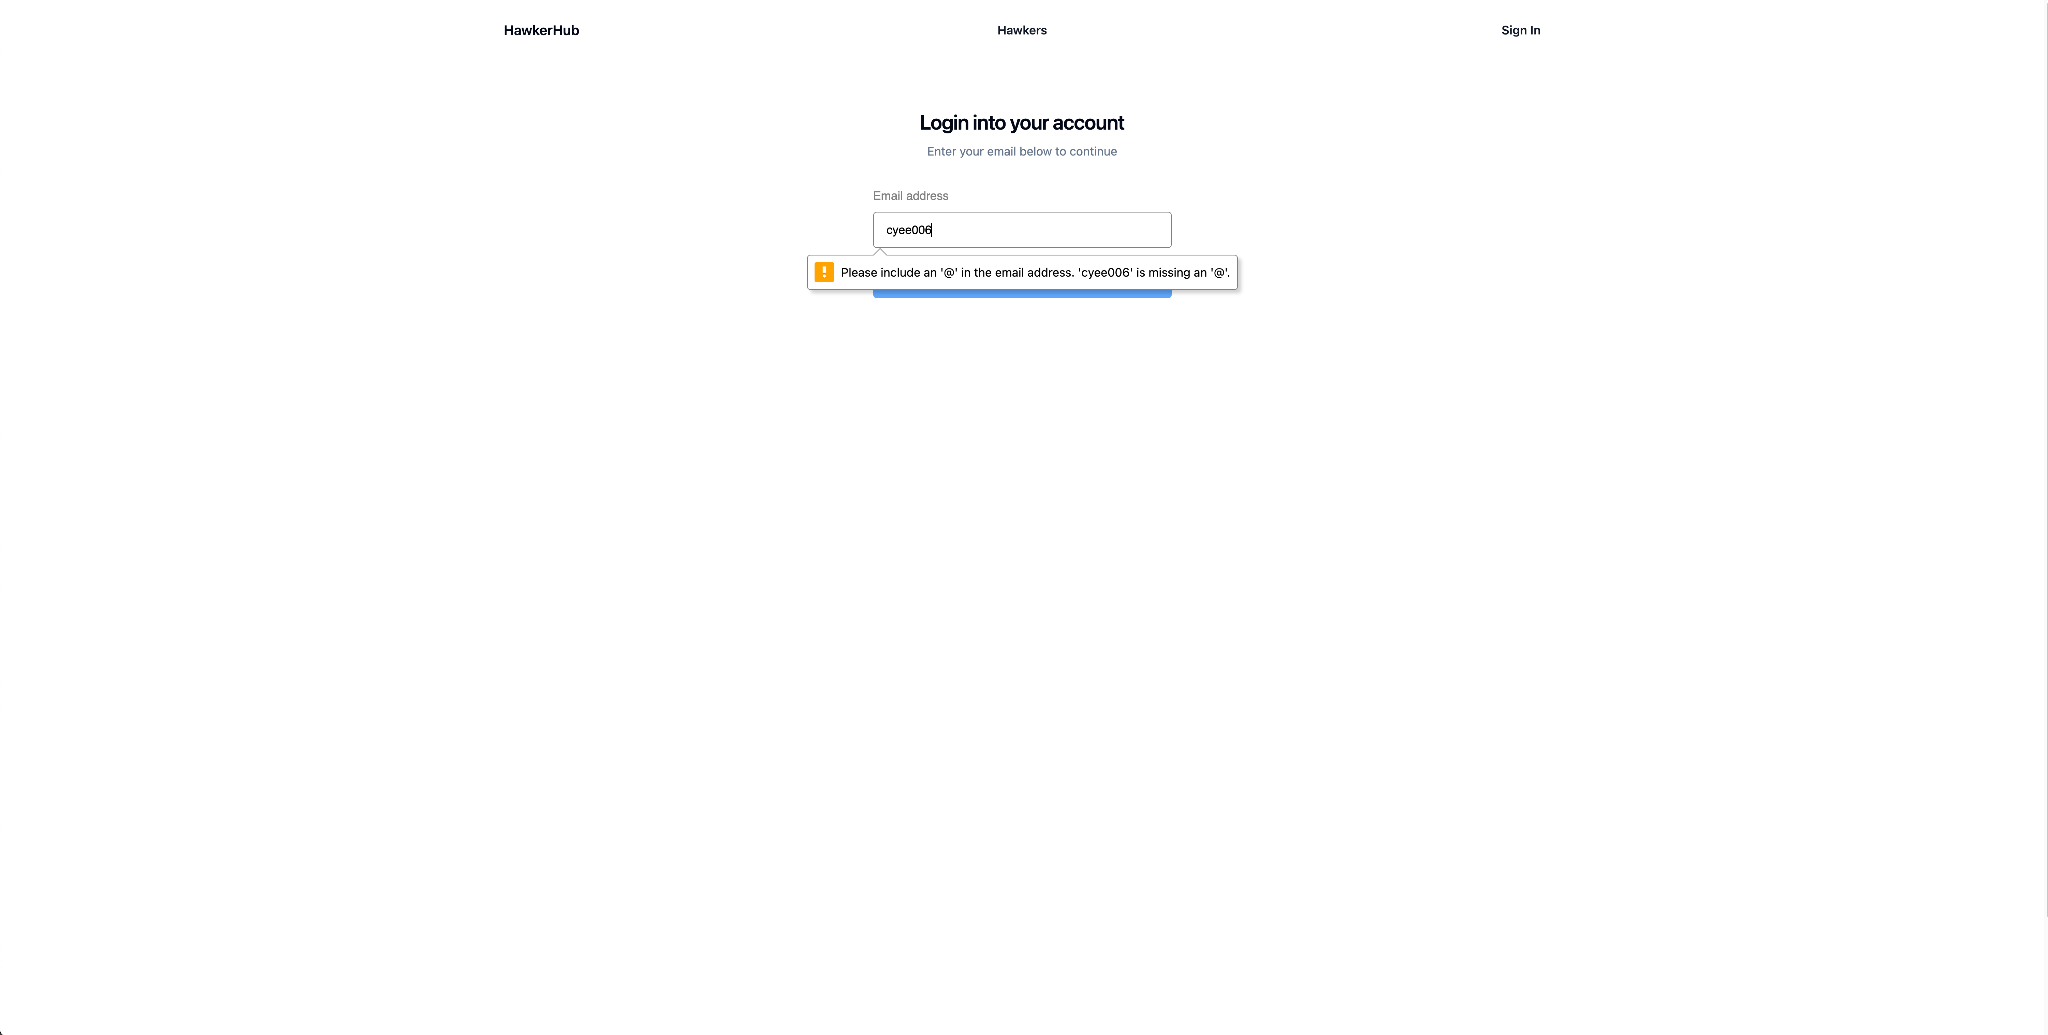 HawkerHub
Hawkers
Sign In
Login into your account
Enter your email below to continue
Email address
cyee006
! Please include an '@' in the email address. 'cyee006' is missing an '@'.